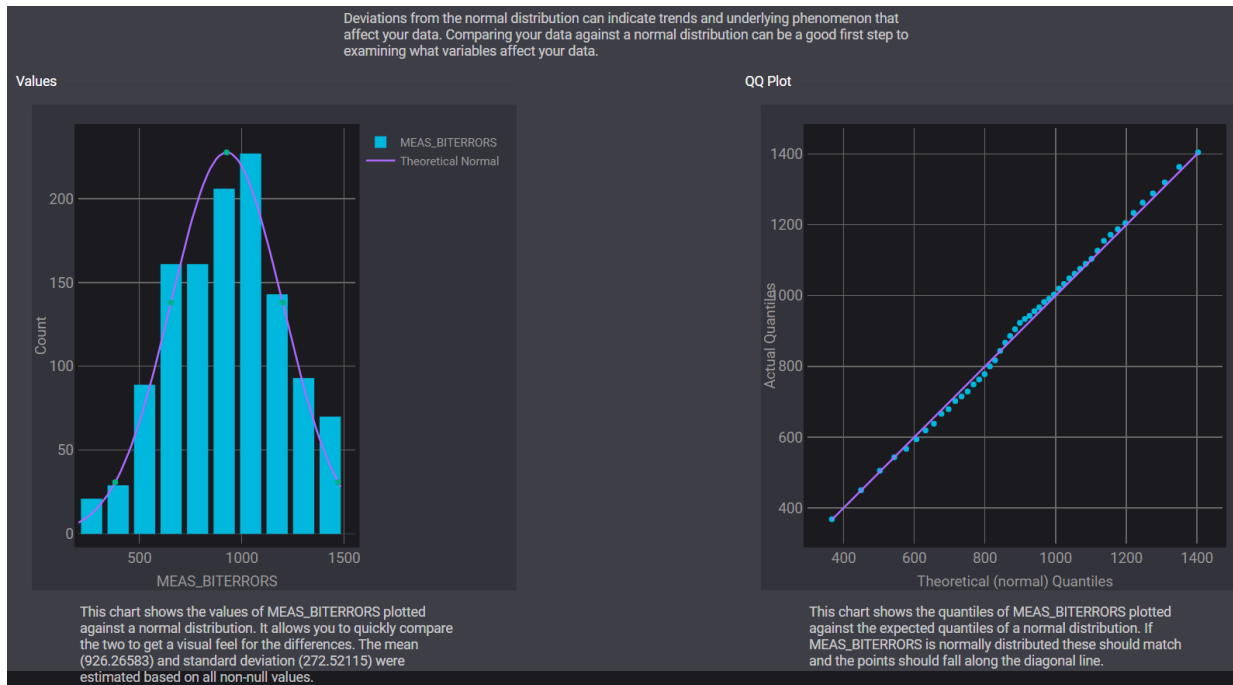 Deviations from the normal distribution can indicate trends and underlying phenomenon that
affect your data. Comparing your data against a normal distribution can be a good first step to
examining what variables affect your data.
Values
MEAS_BITERRORS
Theoretical Normal
200
150
100
50
0
Count
500
1000
1500
MEAS_BITERRORS
This chart shows the values of MEAS_BITERRORS plotted
against a normal distribution. It allows you to quickly compare
the two to get a visual feel for the differences. The mean
(926.26583) and standard deviation (272.52115) were
estimated based on all non-null values.
QQ Plot
1400
1200
1000
800
600
400
Actual Quantiles
400
600
800
1000
1200
1400
Theoretical (normal) Quantiles
This chart shows the quantiles of MEAS_BITERRORS plotted
against the expected quantiles of a normal distribution. If
MEAS_BITERRORS is normally distributed these should match
and the points should fall along the diagonal line.